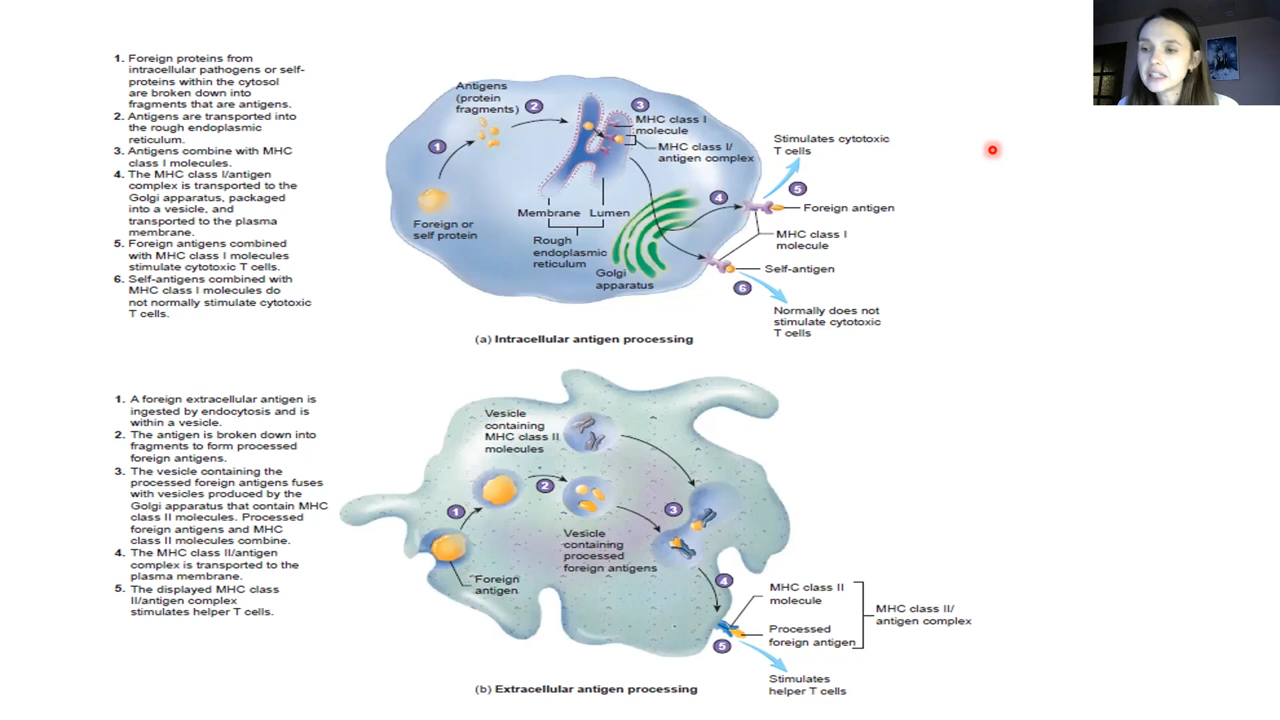 1. Foreign proteins from
intracellular pathogens or self-
proteins within the cytosol
are broken down into
fragments that are antigens.
2. Antigens are transported into
the rough endoplasmic
reticulum.
3. Antigens combine with MHC
class I molecules.
4. The MHC class I/antigen
complex is transported to the
Golgi apparatus, packaged
into a vesicle, and
transported to the plasma
membrane.
5. Foreign antigens combined
with MHC class I molecules
stimulate cytotoxic T cells.
6. Self-antigens combined with
MHC class I molecules do
not normally stimulate cytotoxic
T cells.
Antigens
(protein
fragments)
2
3
MHC class I
molecule
MHC class I/
antigen complex
1
Stimulates cytotoxic
T cells
5
4
Foreign antigen
Membrane
Lumen
Foreign or
self protein
MHC class I
molecule
Rough
endoplasmic
reticulum
Golgi
apparatus
Self-antigen
6
Normally does not
stimulate cytotoxic
T cells
(a) Intracellular antigen processing
1. A foreign extracellular antigen is
ingested by endocytosis and is
within a vesicle.
2. The antigen is broken down into
fragments to form processed
foreign antigens.
3. The vesicle containing the
processed foreign antigens fuses
with vesicles produced by the
Golgi apparatus that contain MHC
class II molecules. Processed
foreign antigens and MHC
class II molecules combine.
4. The MHC class II/antigen
complex is transported to the
plasma membrane.
5. The displayed MHC class
II/antigen complex
stimulates helper T cells.
Vesicle
containing
MHC class II
molecules
2
1
3
Vesicle
containing
processed
foreign antigens
Foreign
antigen
4
MHC class II
molecule
MHC class II/
antigen complex
Processed
foreign antigen
5
Stimulates
helper T cells
(b) Extracellular antigen processing